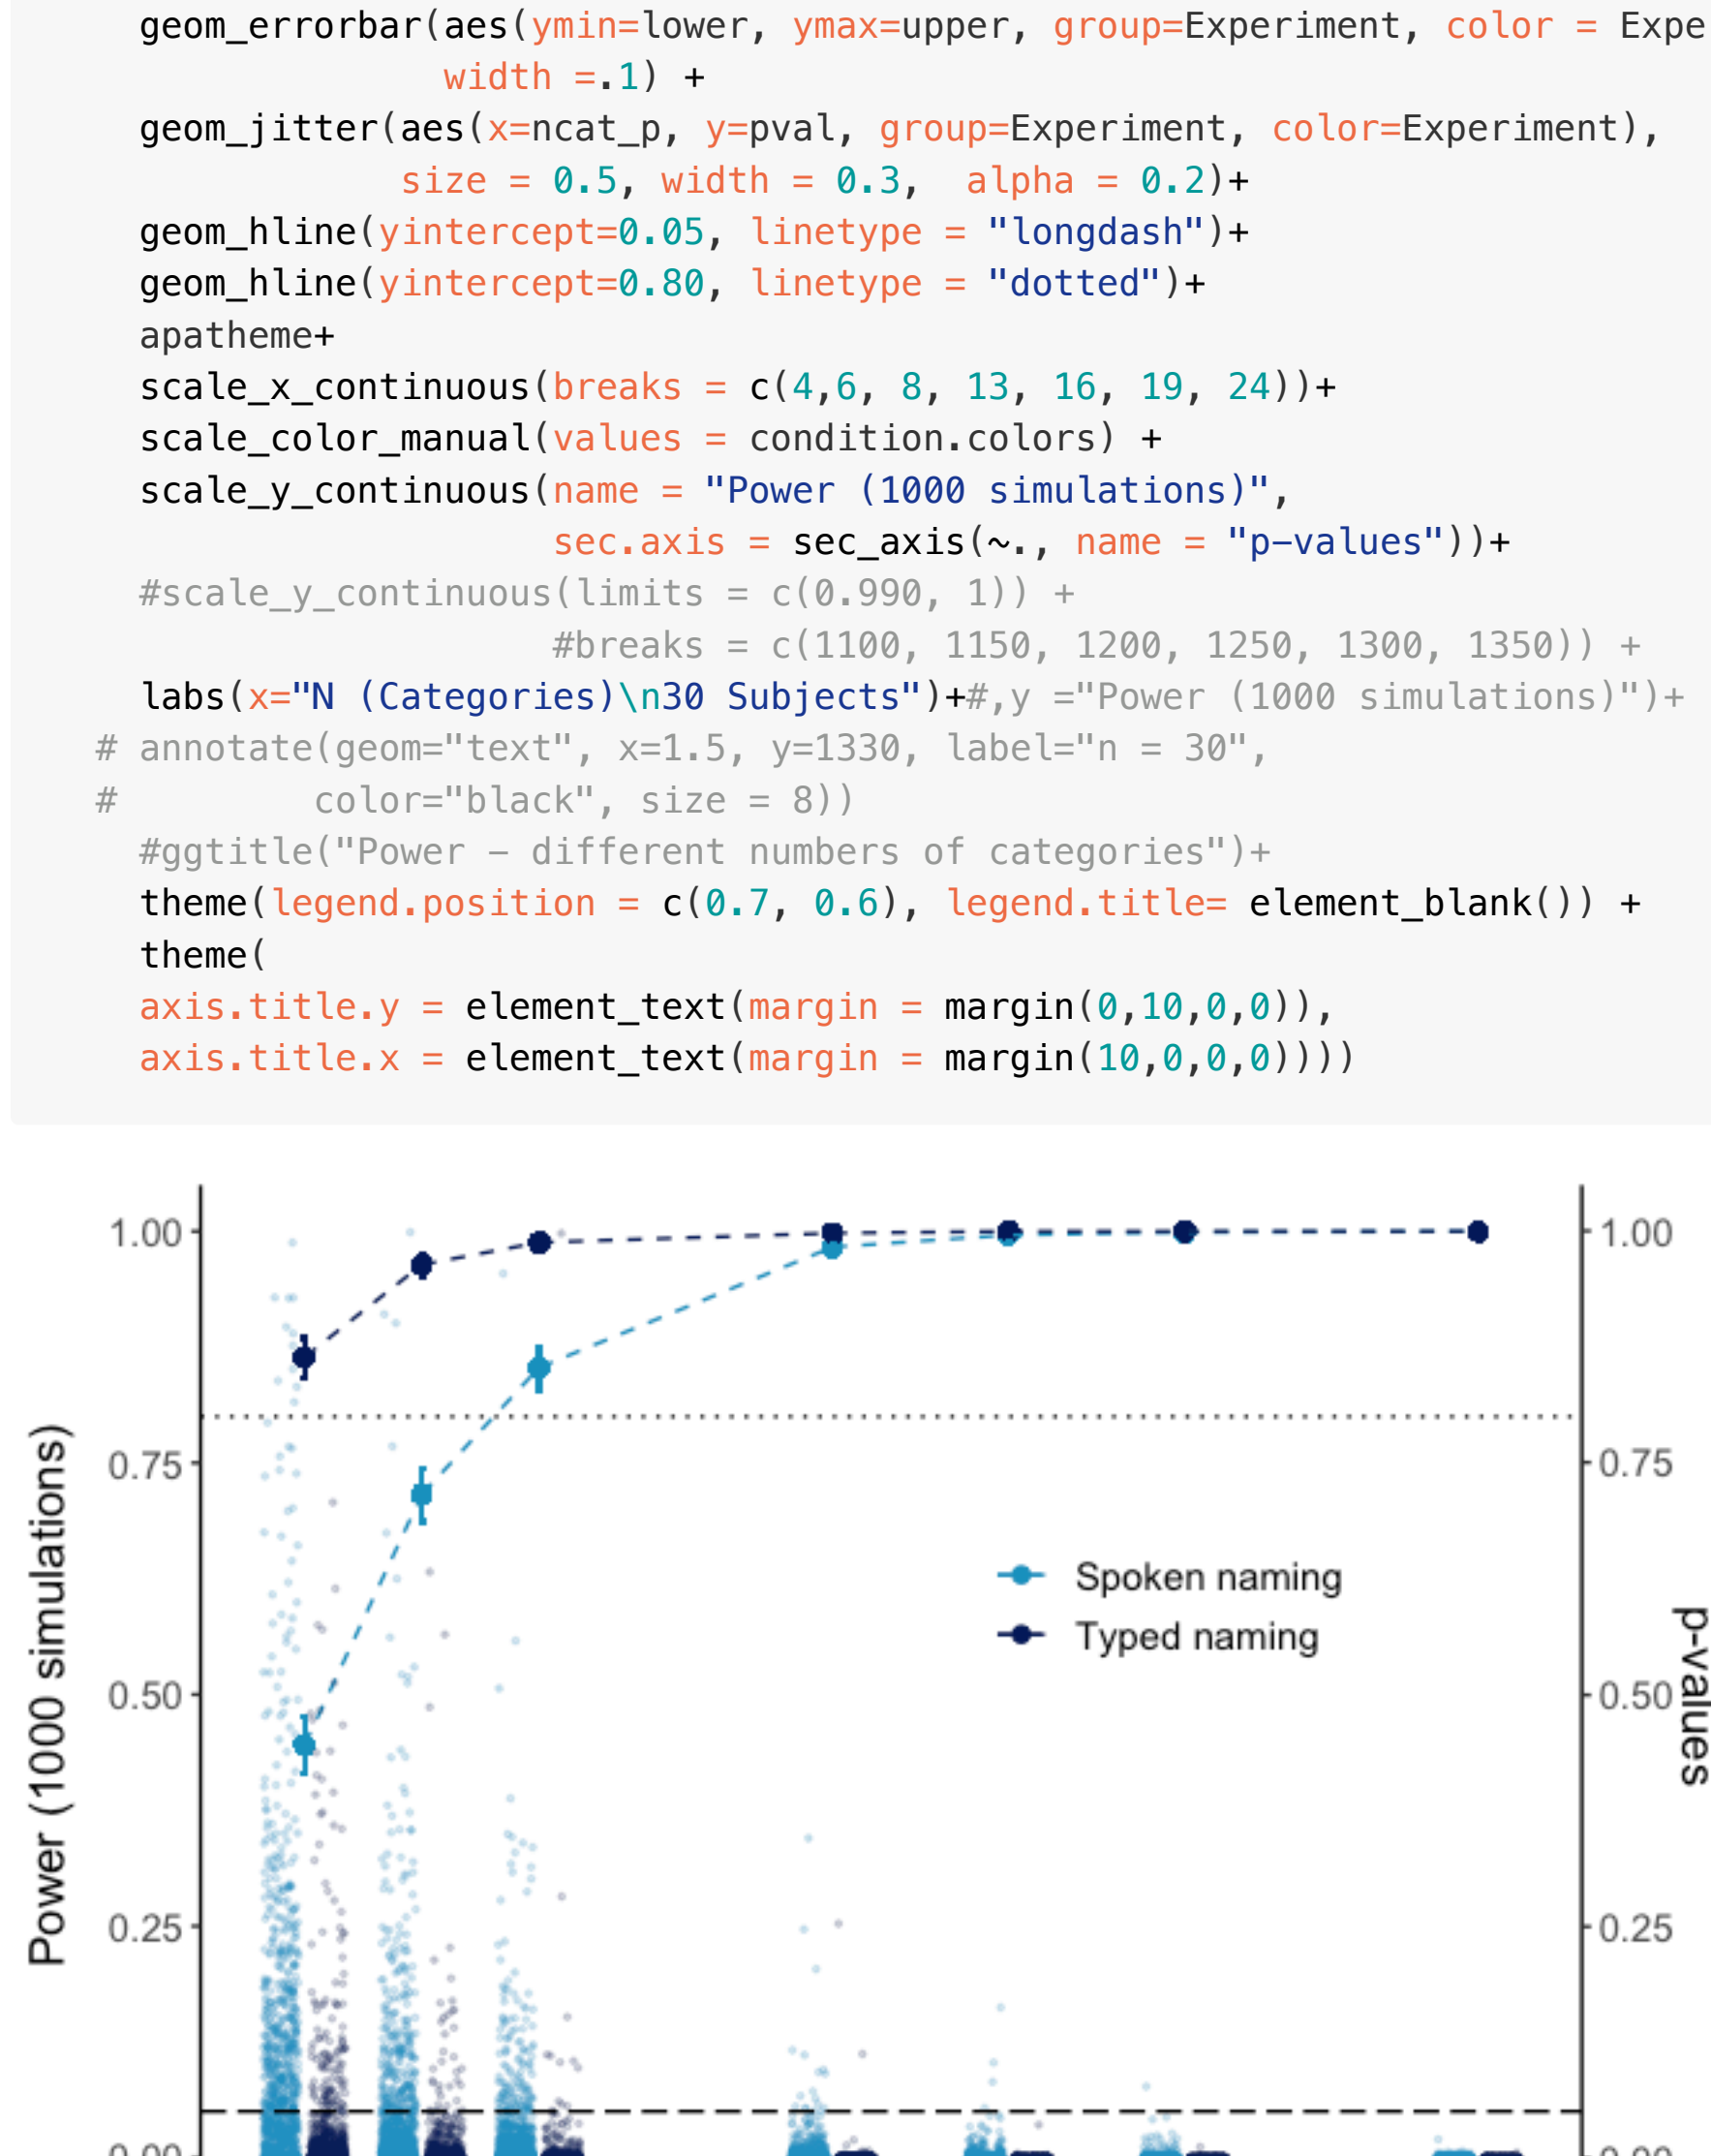 geom_errorbar(aes(ymin=lower, ymax=upper, group=Experiment, color = Expe
width =.1) +
geom_jitter(aes(x=ncat_p, y=pval, group=Experiment, color=Experiment),
size = 0.5, width = 0.3,  alpha = 0.2)+
geom_hline(yintercept=0.05, linetype = "longdash")+
geom_hline(yintercept=0.80, linetype = "dotted")+
apatheme+
scale_x_continuous(breaks = c(4,6, 8, 13, 16, 19, 24))+
scale_color_manual(values = condition.colors) +
scale_y_continuous(name = "Power (1000 simulations)",
sec.axis = sec_axis(~., name = "p-values"))+
#scale_y_continuous(limits = c(0.990, 1)) +
#breaks = c(1100, 1150, 1200, 1250, 1300, 1350)) +
labs(x="N (Categories)\n30 Subjects")+#,y ="Power (1000 simulations)")+
# annotate(geom="text", x=1.5, y=1330, label="n = 30",
#         color="black", size = 8))
#ggtitle("Power - different numbers of categories")+
theme(legend.position = c(0.7, 0.6), legend.title= element_blank()) +
theme(
axis.title.y = element_text(margin = margin(0,10,0,0)),
axis.title.x = element_text(margin = margin(10,0,0,0))))
1.00
0.75
0.50
0.25
0.00
Power (1000 simulations)
Spoken naming
Typed naming
1.00
0.75
0.50
0.25
0.00
p-values